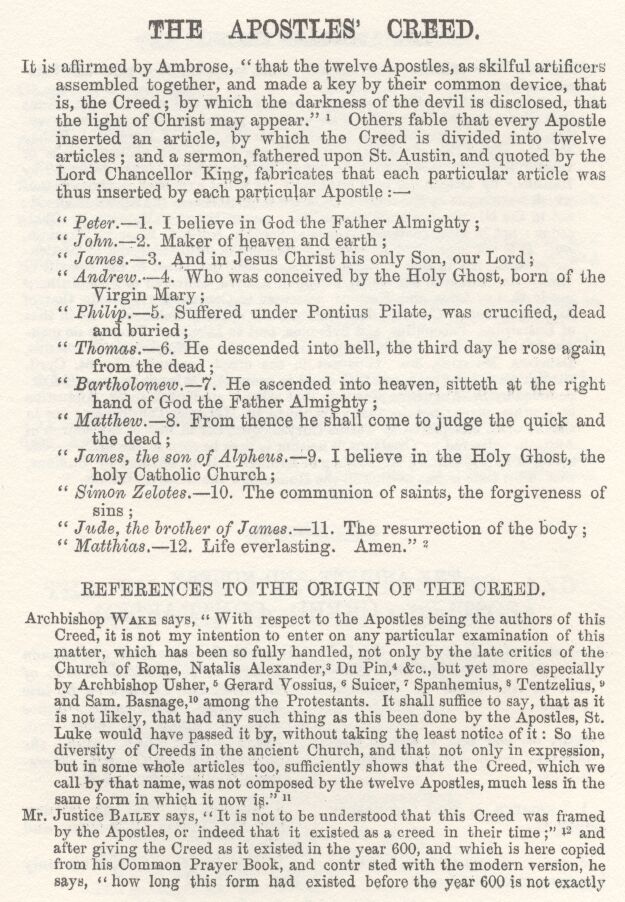 THE APOSTLES' CREED.
It is affirmed by Ambrose, "that the twelve Apostles, as skilful artificers
assembled together, and made a key by their common device, that
is, the Creed; by which the darkness of the devil is disclosed, that
the light of Christ may appear." ¹ Others fable that every Apostle
inserted an article, by which the Creed is divided into twelve
articles; and a sermon, fathered upon St. Austin, and quoted by the
Lord Chancellor King, fabricates that each particular article was
thus inserted by each particular Apostle:—
" Peter.—1. I believe in God the Father Almighty;
" John.—2. Maker of heaven and earth;
" James.—3. And in Jesus Christ his only Son, our Lord;
" Andrew.—4. Who was conceived by the Holy Ghost, born of the
Virgin Mary;
" Philip.—5. Suffered under Pontius Pilate, was crucified, dead
and buried;
" Thomas.—6. He descended into hell, the third day he rose again
from the dead;
" Bartholomew.—7. He ascended into heaven, sitteth at the right
hand of God the Father Almighty;
" Matthew.—8. From thence he shall come to judge the quick and
the dead;
" James, the son of Alpheus.—9. I believe in the Holy Ghost, the
holy Catholic Church;
" Simon Zelotes.—10. The communion of saints, the forgiveness of
sins;
" Jude, the brother of James.—11. The resurrection of the body;
" Matthias.—12. Life everlasting. Amen." ²
REFERENCES TO THE ORIGIN OF THE CREED.
Archbishop WAKE says, "With respect to the Apostles being the authors of this
Creed, it is not my intention to enter on any particular examination of this
matter, which has been so fully handled, not only by the late critics of the
Church of Rome, Natalis Alexander,³ Du Pin,⁴ &c., but yet more especially
by Archbishop Usher, ⁵ Gerard Vossius, ⁶ Suicer, ⁷ Spanhemius, ⁸ Tentzelius, ⁹
and Sam. Basnage,¹⁰ among the Protestants. It shall suffice to say, that as it
is not likely, that had any such thing as this been done by the Apostles, St.
Luke would have passed it by, without taking the least notice of it: So the
diversity of Creeds in the ancient Church, and that not only in expression,
but in some whole articles too, sufficiently shows that the Creed, which we
call by that name, was not composed by the twelve Apostles, much less in the
same form in which it now is." ¹¹
Mr. Justice BAILEY says, "It is not to be understood that this Creed was framed
by the Apostles, or indeed that it existed as a creed in their time;" ¹² and
after giving the Creed as it existed in the year 600, and which is here copied
from his Common Prayer Book, and contr sted with the modern version, he
says, "how long this form had existed before the year 600 is not exactly